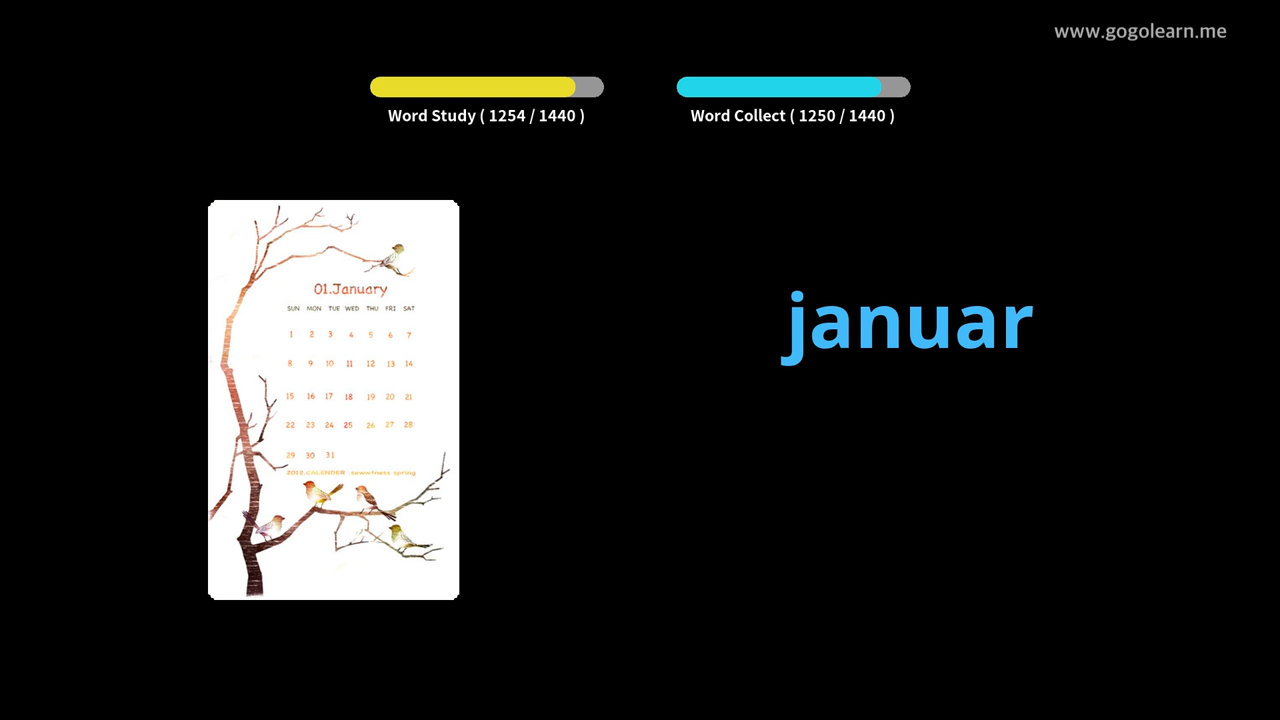 www.gogolearn.me
Word Study ( 1254 / 1440 )
Word Collect ( 1250 / 1440 )
01.January
SUN MON TUE WED THU FRI SAT
1 2 3 4 5 6 7
8 9 10 11 12 13 14
15 16 17 18 19 20 21
22 23 24 25 26 27 28
29 30 31
2012.CALENDER spring
januar